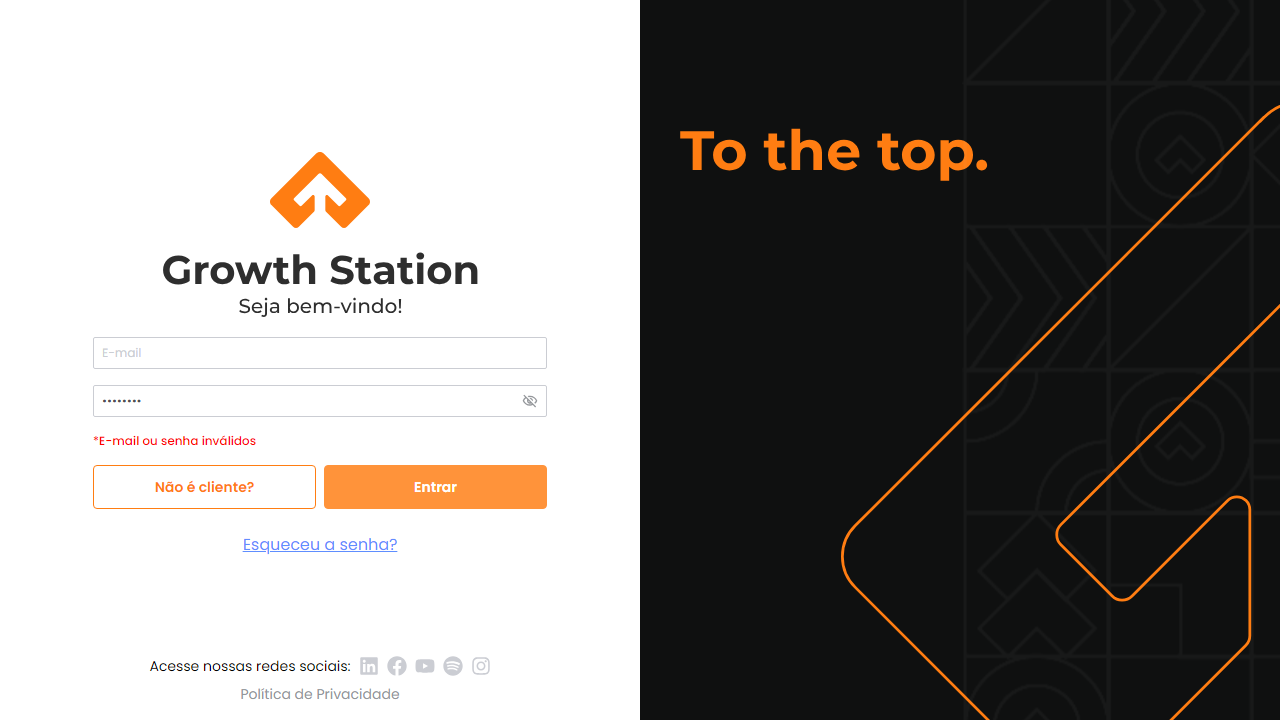 Growth Station
Seja bem-vindo!
E-mail
••••••••
*E-mail ou senha inválidos
Não é cliente?
Entrar
Esqueceu a senha?
Acesse nossas redes sociais:
Política de Privacidade
To the top.